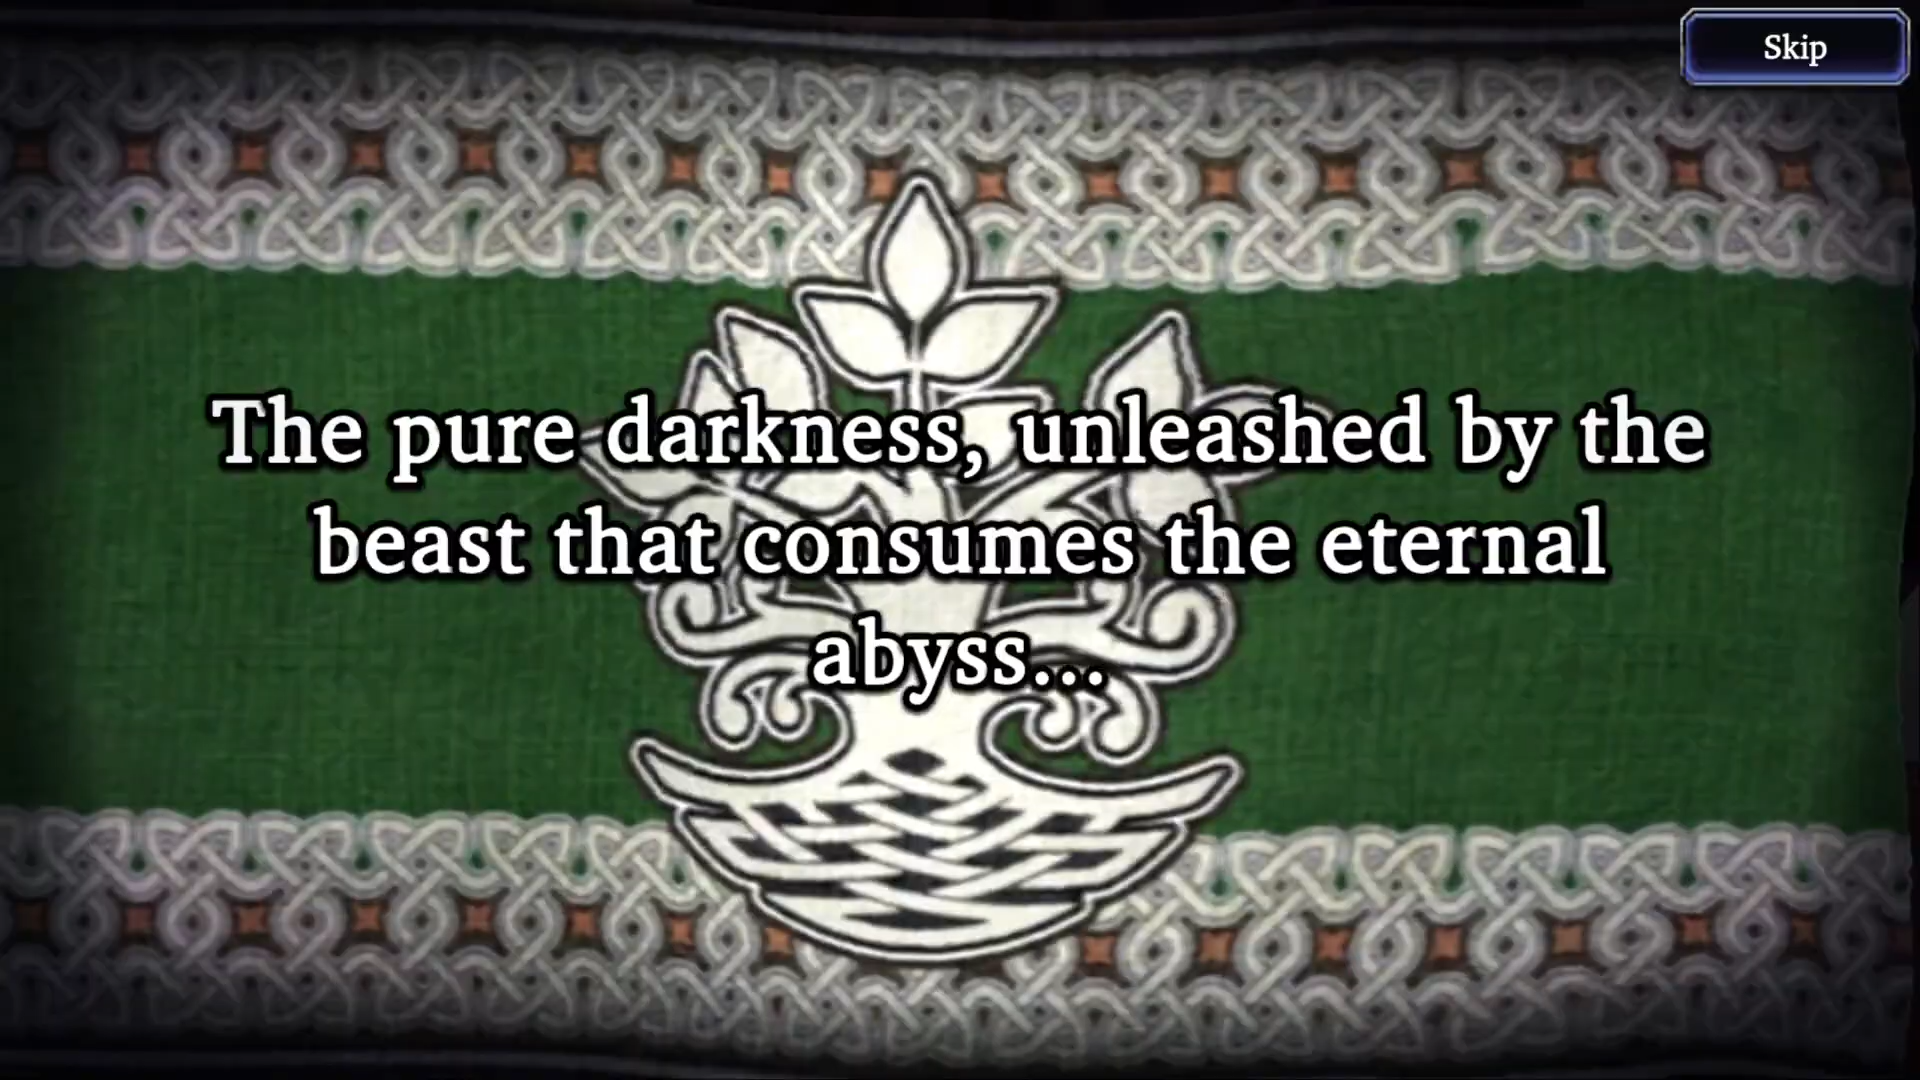 Skip
The pure darkness, unleashed by the
beast that consumes the eternal
abyss...